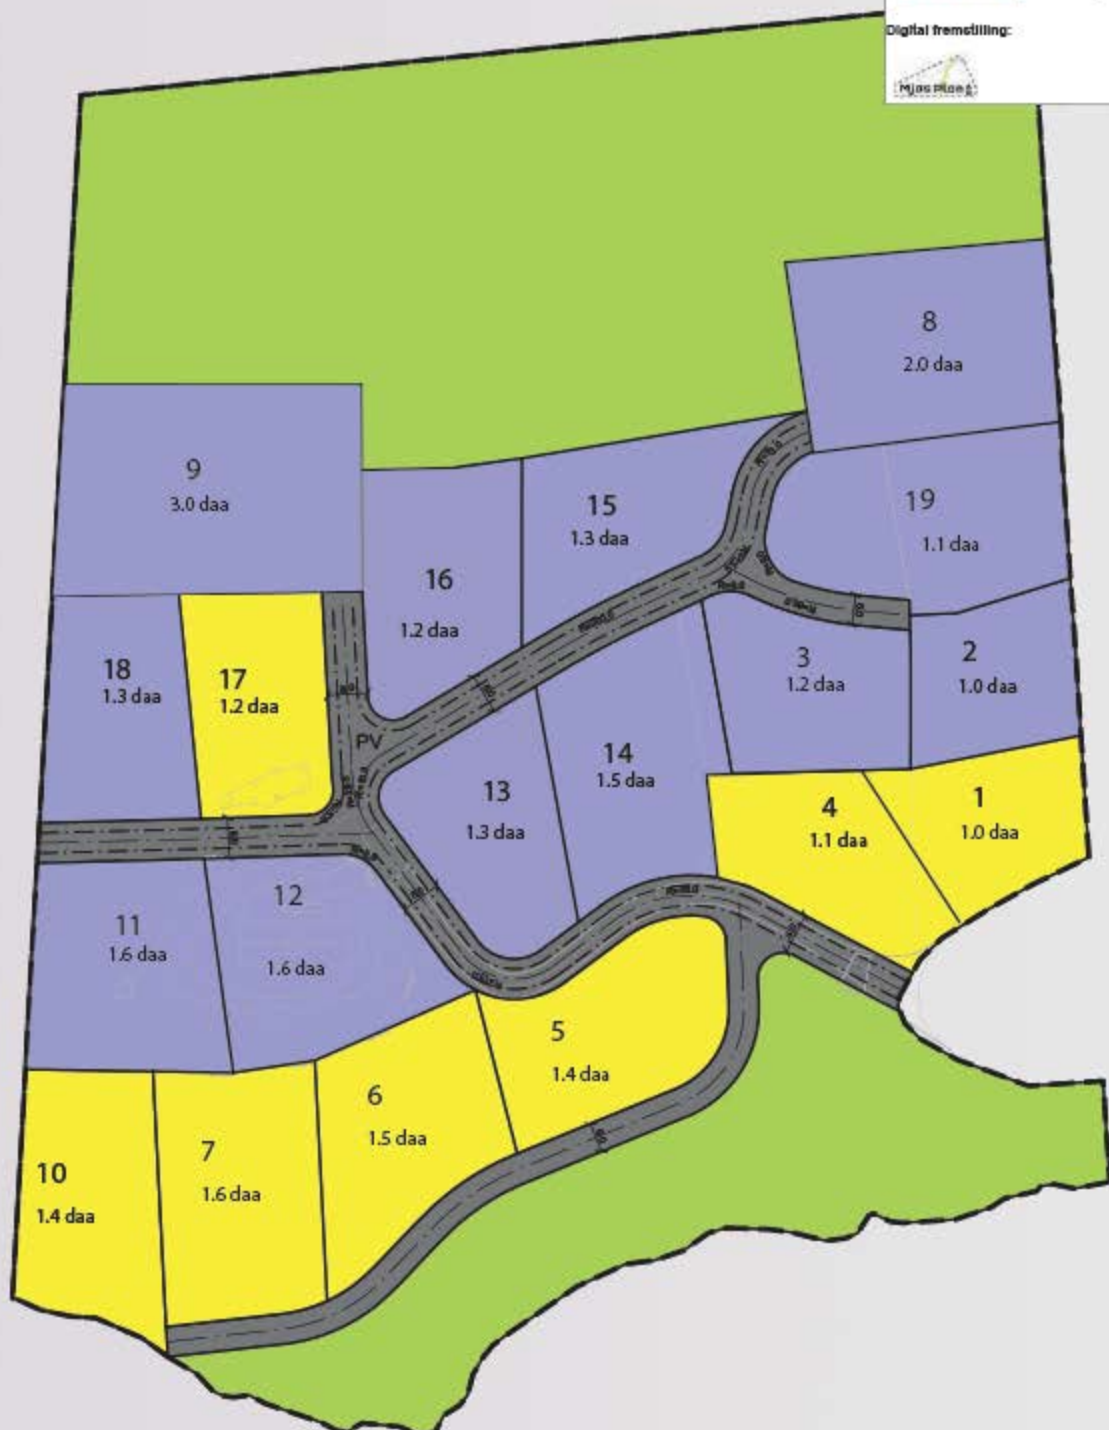 Digital fremstilling:
Mjøs Plan
8
2.0 daa
9
3.0 daa
15
1.3 daa
19
1.1 daa
16
1.2 daa
18
1.3 daa
17
1.2 daa
3
1.2 daa
2
1.0 daa
PV
14
1.5 daa
13
1.3 daa
4
1.1 daa
1
1.0 daa
12
1.6 daa
11
1.6 daa
5
1.4 daa
6
1.5 daa
7
1.6 daa
10
1.4 daa